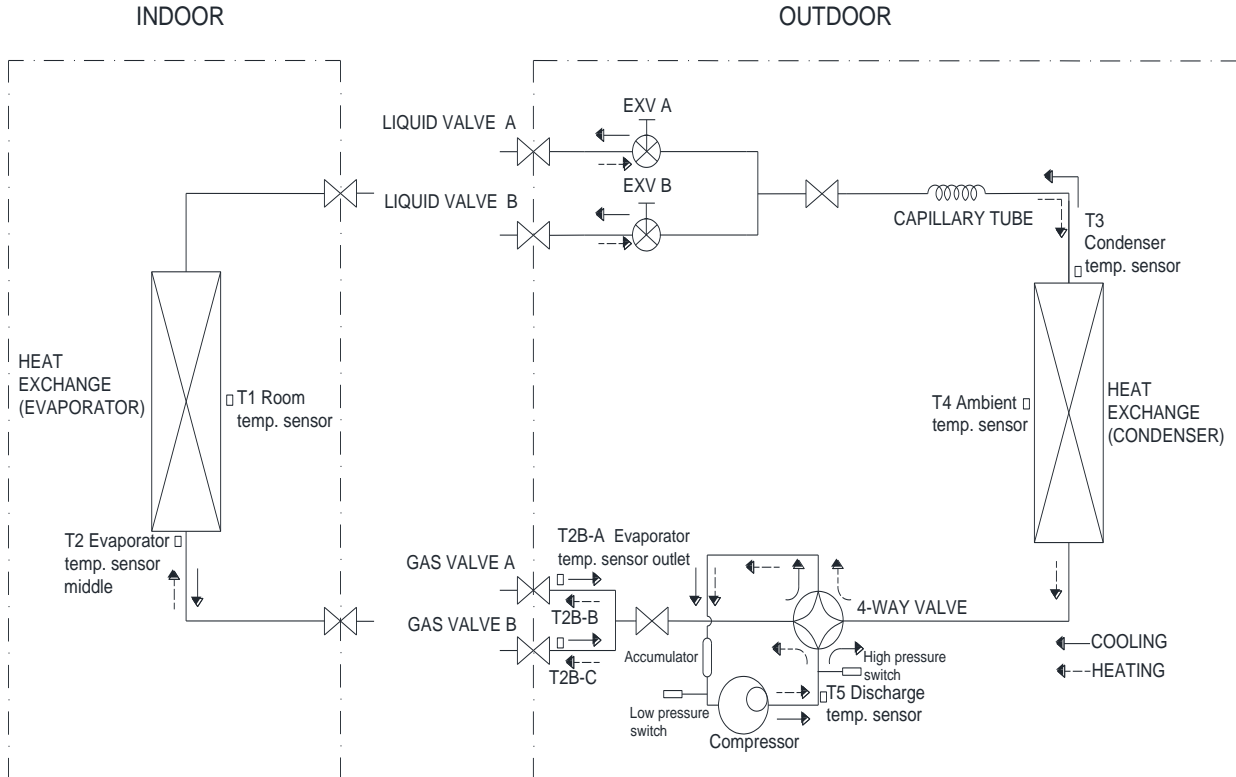 INDOOR
OUTDOOR
EXV A
LIQUID VALVE A
EXV B
LIQUID VALVE B
CAPILLARY TUBE
T3
Condenser
temp. sensor
HEAT
EXCHANGE
(EVAPORATOR)
T1 Room
temp. sensor
T4 Ambient
temp. sensor
HEAT
EXCHANGE
(CONDENSER)
T2 Evaporator
temp. sensor
middle
T2B-A Evaporator
temp. sensor outlet
GAS VALVE A
T2B-B
GAS VALVE B
T2B-C
4-WAY VALVE
COOLING
HEATING
Accumulator
High pressure
switch
T5 Discharge
temp. sensor
Low pressure
switch
Compressor